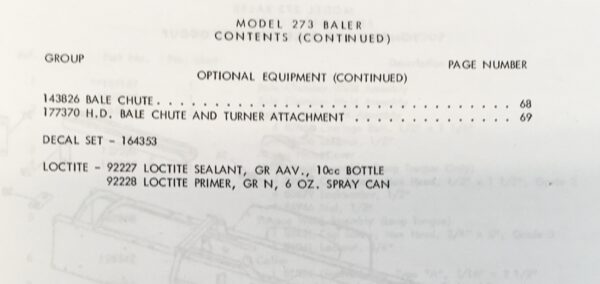 MODEL 273 BALER
CONTENTS (CONTINUED)
GROUP
PAGE NUMBER
OPTIONAL EQUIPMENT (CONTINUED)
143826 BALE CHUTE. . . . . . . . . . . . . . . . . . . . . . . . . . . . . . . 68
177370 H.D. BALE CHUTE AND TURNER ATTACHMENT . . . . . . . . . . . . . 69
DECAL SET - 164353
LOCTITE - 92227 LOCTITE SEALANT, GR AAV., 10cc BOTTLE
92228 LOCTITE PRIMER, GR N, 6 OZ. SPRAY CAN